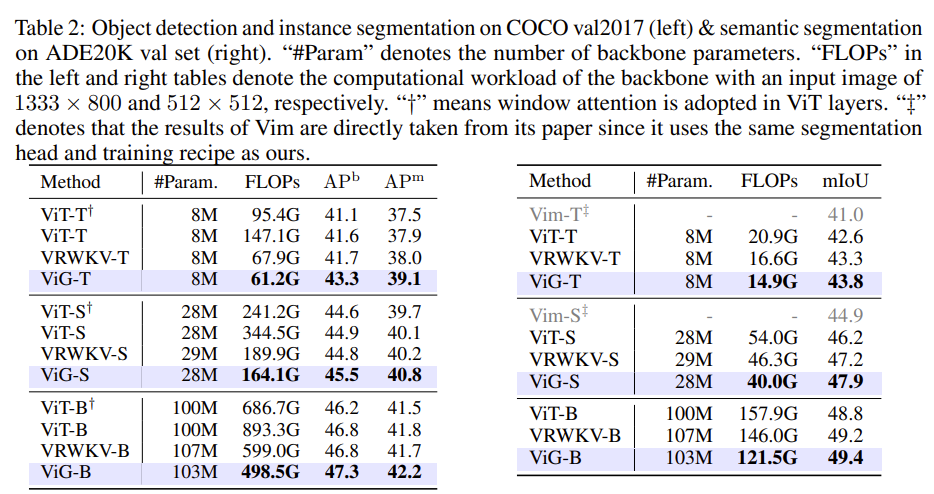 Table 2: Object detection and instance segmentation on COCO val2017 (left) & semantic segmentation
on ADE20K val set (right). “#Param” denotes the number of backbone parameters. “FLOPs” in
the left and right tables denote the computational workload of the backbone with an input image of
1333 × 800 and 512 × 512, respectively. “†” means window attention is adopted in ViT layers. “‡”
denotes that the results of Vim are directly taken from its paper since it uses the same segmentation
head and training recipe as ours.
Method #Param. FLOPs APᵇ APᵐ
ViT-T† 8M 95.4G 41.1 37.5
ViT-T 8M 147.1G 41.6 37.9
VRWKV-T 8M 67.9G 41.7 38.0
ViG-T 8M 61.2G 43.3 39.1
ViT-S† 28M 241.2G 44.6 39.7
ViT-S 28M 344.5G 44.9 40.1
VRWKV-S 29M 189.9G 44.8 40.2
ViG-S 28M 164.1G 45.5 40.8
ViT-B† 100M 686.7G 46.2 41.5
ViT-B 100M 893.3G 46.8 41.8
VRWKV-B 107M 599.0G 46.8 41.7
ViG-B 103M 498.5G 47.3 42.2
Method #Param. FLOPs mIoU
Vim-T‡ - - 41.0
ViT-T 8M 20.9G 42.6
VRWKV-T 8M 16.6G 43.3
ViG-T 8M 14.9G 43.8
Vim-S‡ - - 44.9
ViT-S 28M 54.0G 46.2
VRWKV-S 29M 46.3G 47.2
ViG-S 28M 40.0G 47.9
ViT-B 100M 157.9G 48.8
VRWKV-B 107M 146.0G 49.2
ViG-B 103M 121.5G 49.4